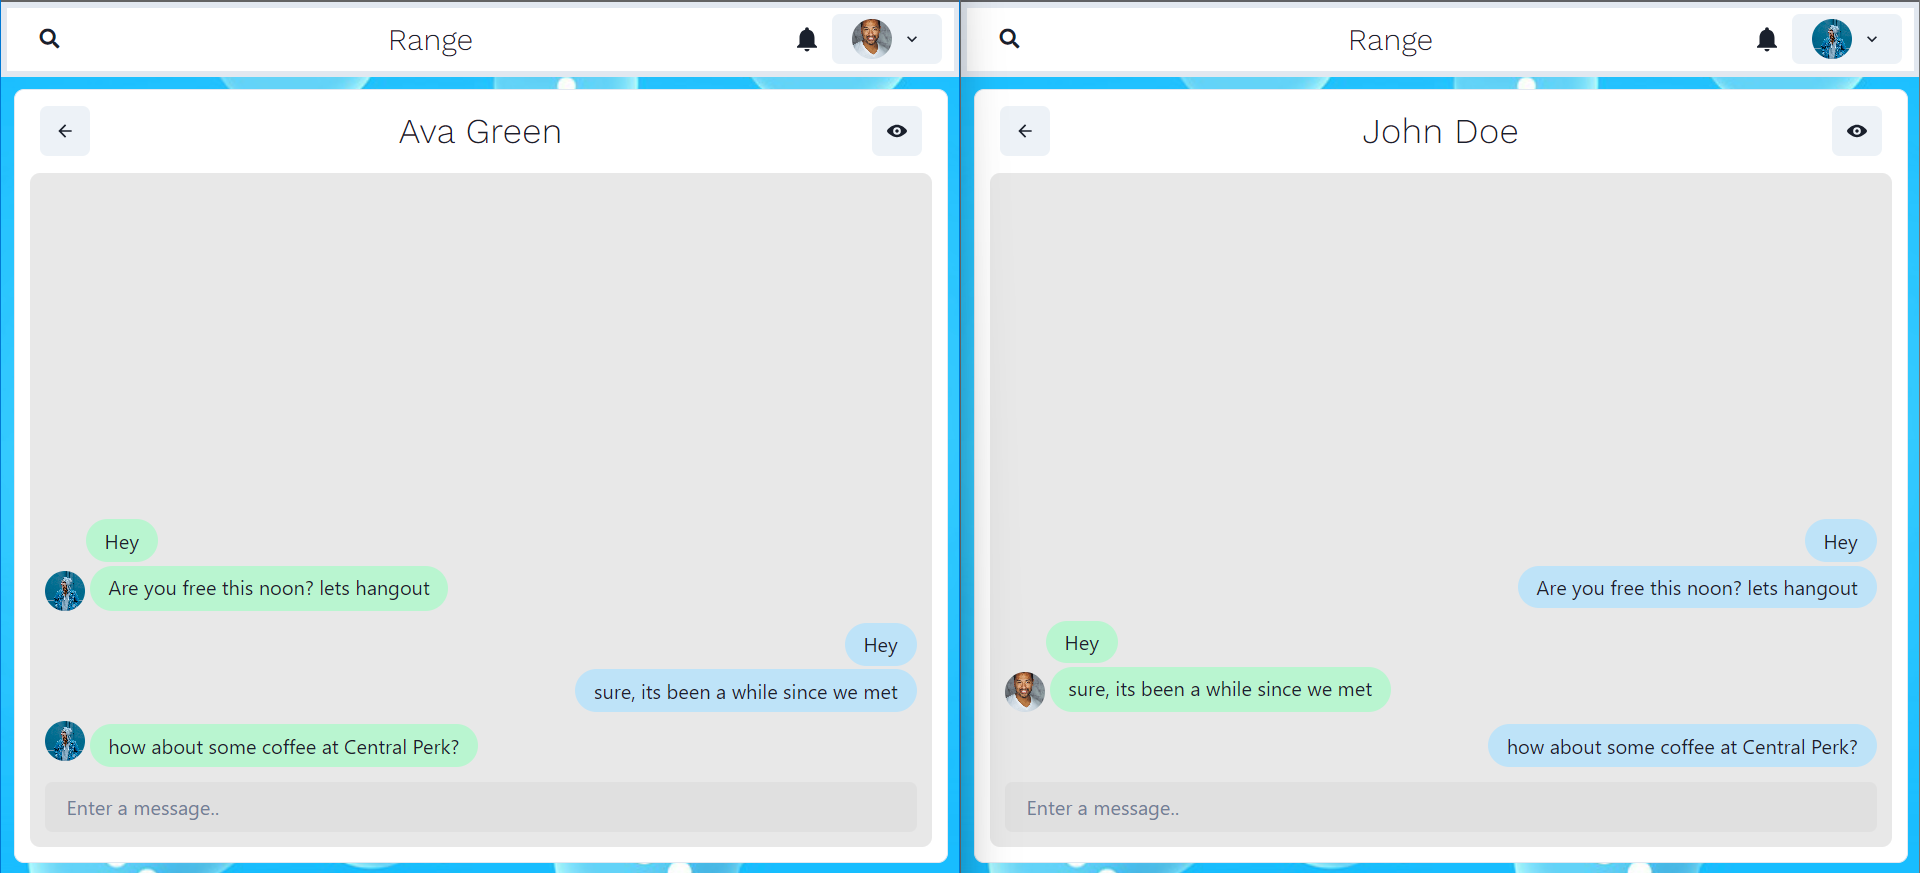 Range
Ava Green
Hey
Are you free this noon? lets hangout
Hey
sure, its been a while since we met
how about some coffee at Central Perk?
Enter a message..
Range
John Doe
Hey
Are you free this noon? lets hangout
Hey
sure, its been a while since we met
how about some coffee at Central Perk?
Enter a message..